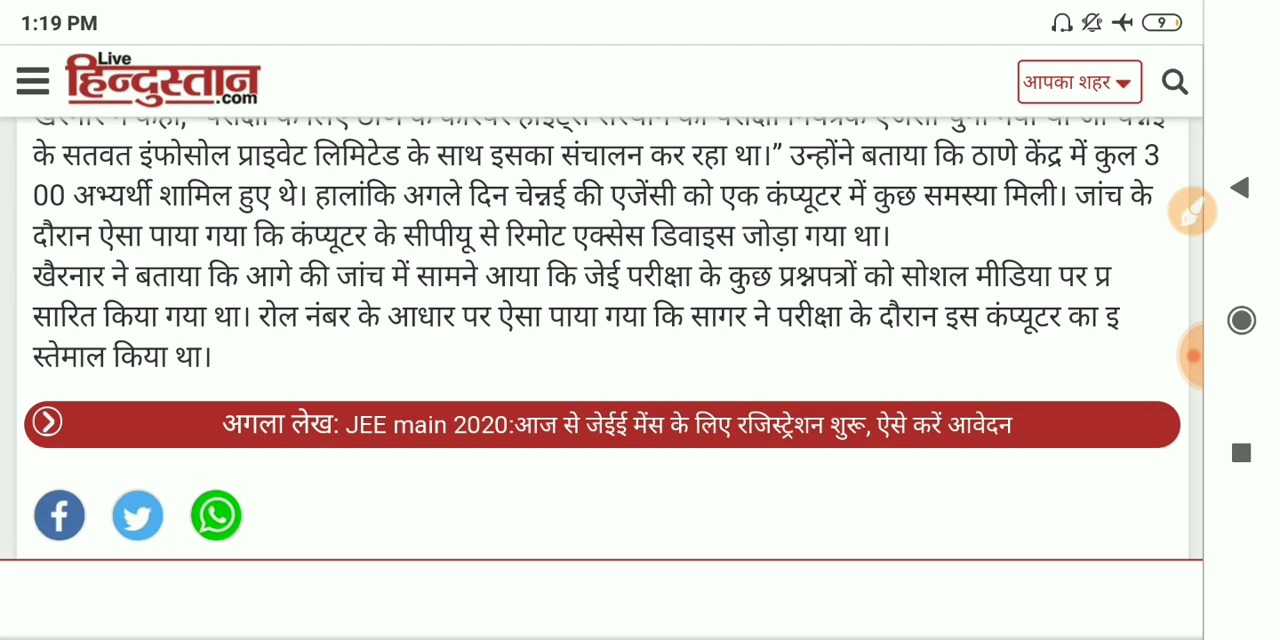 1:19 PM
9
Live
हिन्दुस्तान
.com
आपका शहर
के सतवत इंफोसोल प्राइवेट लिमिटेड के साथ इसका संचालन कर रहा था।” उन्होंने बताया कि ठाणे केंद्र में कुल 3
00 अभ्यर्थी शामिल हुए थे। हालांकि अगले दिन चेन्नई की एजेंसी को एक कंप्यूटर में कुछ समस्या मिली। जांच के
दौरान ऐसा पाया गया कि कंप्यूटर के सीपीयू से रिमोट एक्सेस डिवाइस जोड़ा गया था।
खैरनार ने बताया कि आगे की जांच में सामने आया कि जेई परीक्षा के कुछ प्रश्नपत्रों को सोशल मीडिया पर प्र
सारित किया गया था। रोल नंबर के आधार पर ऐसा पाया गया कि सागर ने परीक्षा के दौरान इस कंप्यूटर का इ
स्तेमाल किया था।
अगला लेख: JEE main 2020:आज से जेईई मेंस के लिए रजिस्ट्रेशन शुरू, ऐसे करें आवेदन